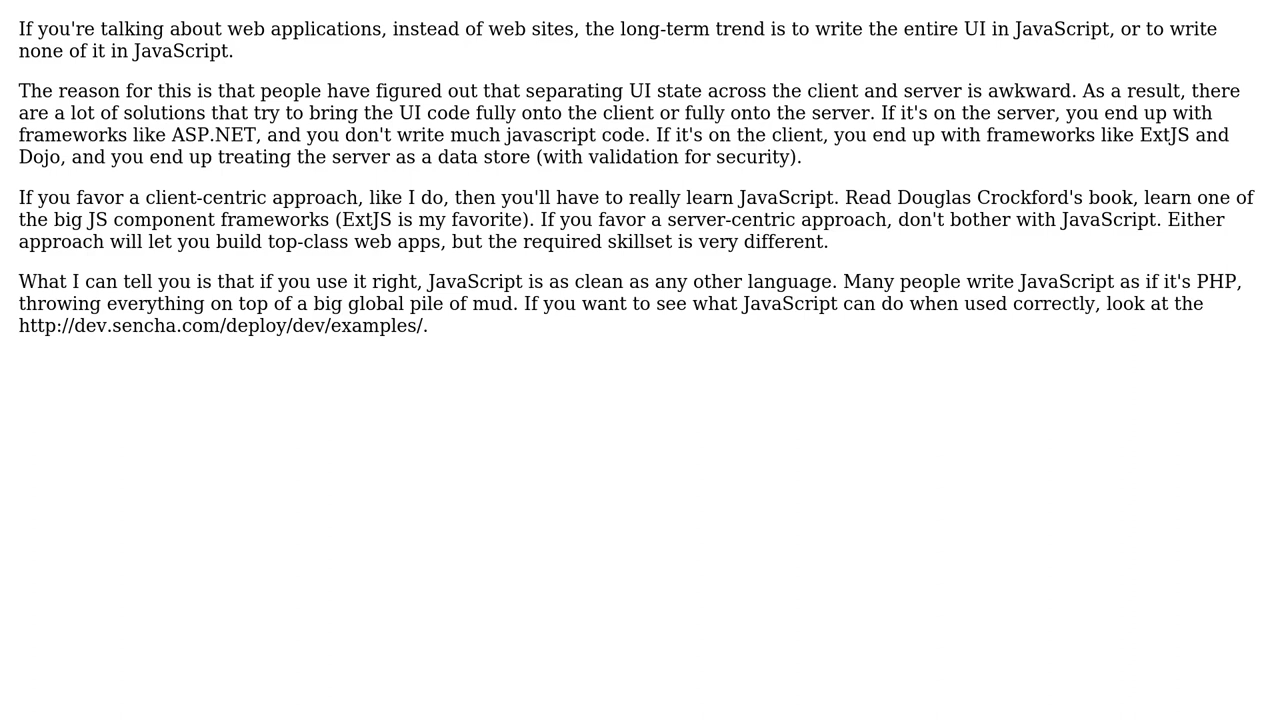 If you're talking about web applications, instead of web sites, the long-term trend is to write the entire UI in JavaScript, or to write
none of it in JavaScript.
The reason for this is that people have figured out that separating UI state across the client and server is awkward. As a result, there
are a lot of solutions that try to bring the UI code fully onto the client or fully onto the server. If it's on the server, you end up with
frameworks like ASP.NET, and you don't write much javascript code. If it's on the client, you end up with frameworks like ExtJS and
Dojo, and you end up treating the server as a data store (with validation for security).
If you favor a client-centric approach, like I do, then you'll have to really learn JavaScript. Read Douglas Crockford's book, learn one of
the big JS component frameworks (ExtJS is my favorite). If you favor a server-centric approach, don't bother with JavaScript. Either
approach will let you build top-class web apps, but the required skillset is very different.
What I can tell you is that if you use it right, JavaScript is as clean as any other language. Many people write JavaScript as if it's PHP,
throwing everything on top of a big global pile of mud. If you want to see what JavaScript can do when used correctly, look at the
http://dev.sencha.com/deploy/dev/examples/.